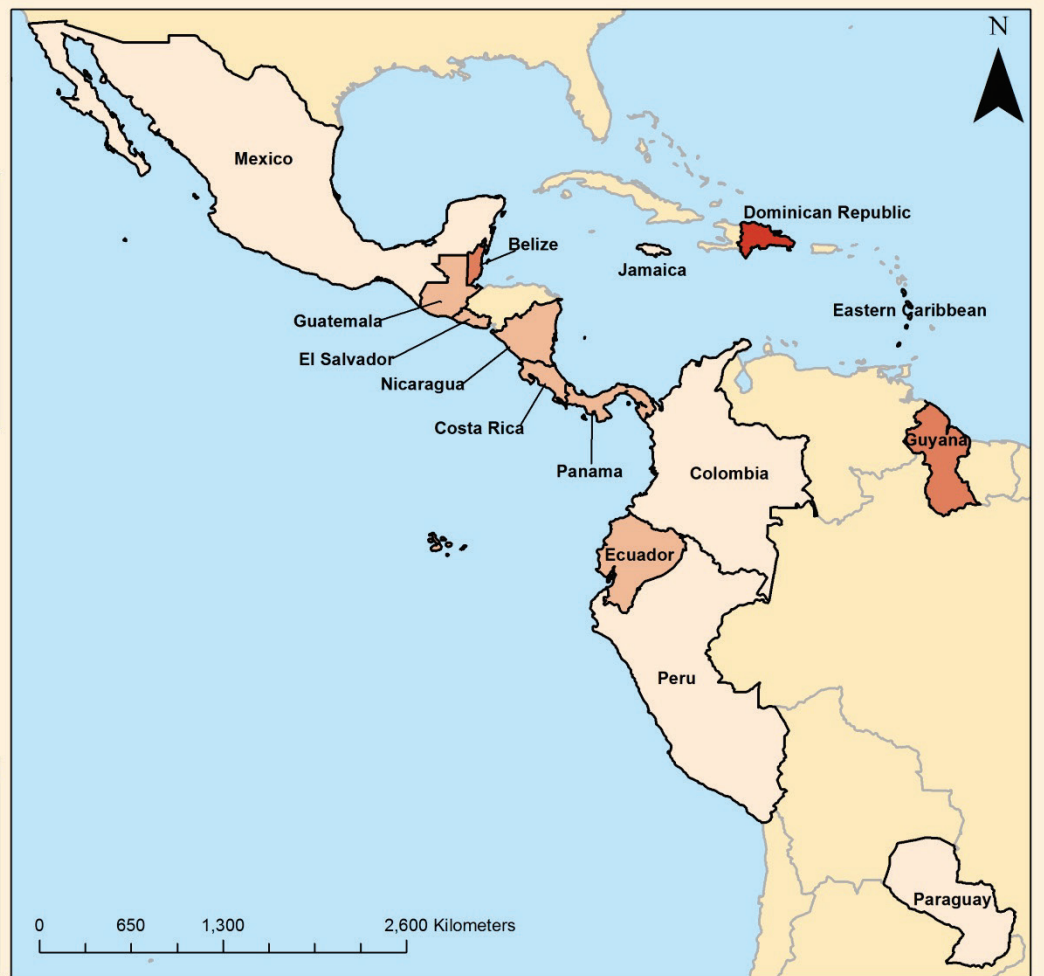 N
Mexico
Dominican Republic
Belize
Jamaica
Eastern Caribbean
Guatemala
El Salvador
Nicaragua
Costa Rica
Guyana
Panama
Colombia
Ecuador
Peru
Paraguay
0 650 1,300 2,600 Kilometers